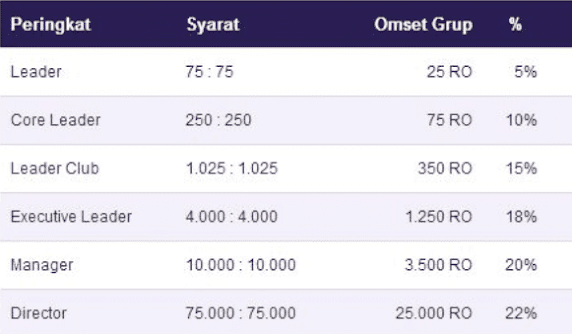 Peringkat Syarat Omset Grup %
Leader 75 : 75 25 RO 5%
Core Leader 250 : 250 75 RO 10%
Leader Club 1.025 : 1.025 350 RO 15%
Executive Leader 4.000 : 4.000 1.250 RO 18%
Manager 10.000 : 10.000 3.500 RO 20%
Director 75.000 : 75.000 25.000 RO 22%